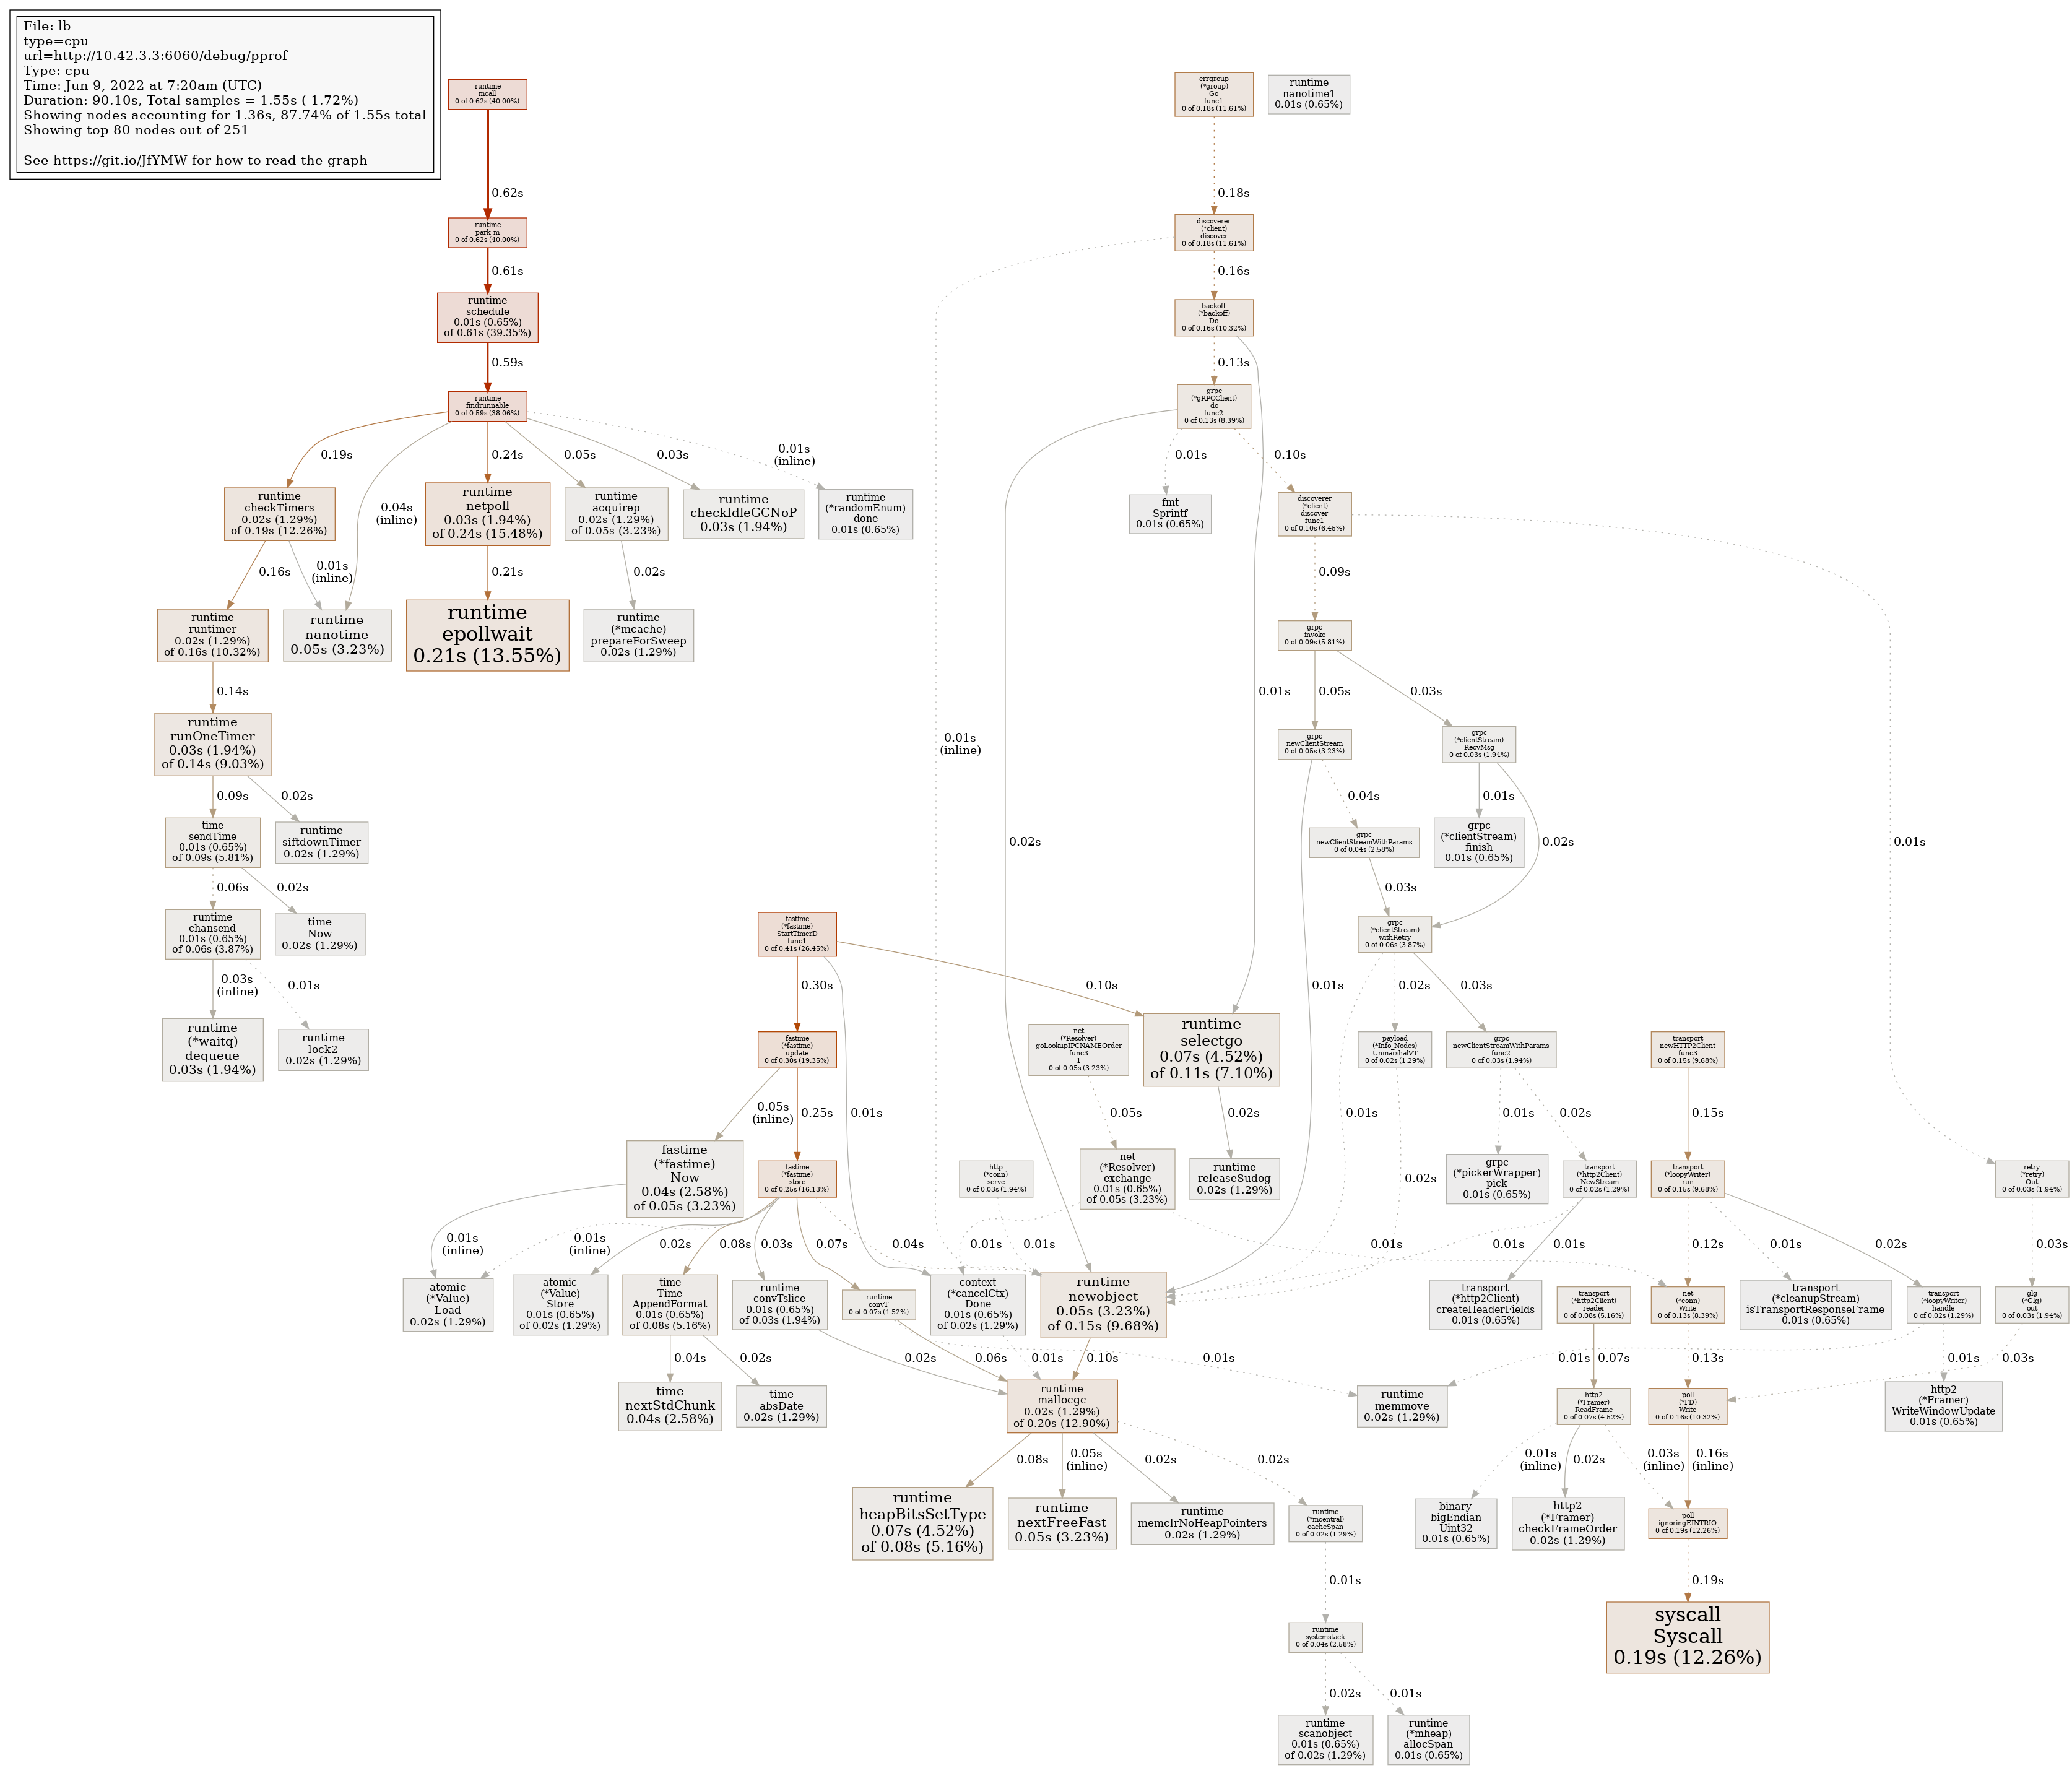 File: lb
type=cpu
url=http://10.42.3.3:6060/debug/pprof
Type: cpu
Time: Jun 9, 2022 at 7:20am (UTC)
Duration: 90.10s, Total samples = 1.55s ( 1.72%)
Showing nodes accounting for 1.36s, 87.74% of 1.55s total
Showing top 80 nodes out of 251
See https://git.io/JfYMW for how to read the graph
runtime
mcall
0 of 0.62s (40.00%)
errgroup
(*group)
Go
func1
0 of 0.18s (11.61%)
runtime
nanotime1
0.01s (0.65%)
0.62s
0.18s
runtime
park_m
0 of 0.62s (40.00%)
discoverer
(*client)
discover
0 of 0.18s (11.61%)
0.61s
0.16s
runtime
schedule
0.01s (0.65%)
of 0.61s (39.35%)
backoff
(*backoff)
Do
0 of 0.16s (10.32%)
0.59s
0.13s
runtime
findrunnable
0 of 0.59s (38.06%)
grpc
(*gRPCClient)
do
func2
0 of 0.13s (8.39%)
0.19s
0.04s
(inline)
0.24s
0.05s
0.03s
0.01s
(inline)
0.01s
0.10s
runtime
checkTimers
0.02s (1.29%)
of 0.19s (12.26%)
runtime
netpoll
0.03s (1.94%)
of 0.24s (15.48%)
runtime
acquirep
0.02s (1.29%)
of 0.05s (3.23%)
runtime
checkIdleGCNoP
0.03s (1.94%)
runtime
(*randomEnum)
done
0.01s (0.65%)
fmt
Sprintf
0.01s (0.65%)
discoverer
(*client)
discover
func1
0 of 0.10s (6.45%)
0.16s
0.01s
(inline)
0.21s
0.02s
0.09s
runtime
runtimer
0.02s (1.29%)
of 0.16s (10.32%)
runtime
nanotime
0.05s (3.23%)
runtime
epollwait
0.21s (13.55%)
runtime
(*mcache)
prepareForSweep
0.02s (1.29%)
grpc
invoke
0 of 0.09s (5.81%)
0.14s
0.01s
0.05s
0.03s
runtime
runOneTimer
0.03s (1.94%)
of 0.14s (9.03%)
0.01s
(inline)
grpc
newClientStream
0 of 0.05s (3.23%)
grpc
(*clientStream)
RecvMsg
0 of 0.03s (1.94%)
0.09s
0.02s
0.04s
0.01s
time
sendTime
0.01s (0.65%)
of 0.09s (5.81%)
runtime
siftdownTimer
0.02s (1.29%)
0.02s
grpc
newClientStreamWithParams
0 of 0.04s (2.58%)
grpc
(*clientStream)
finish
0.01s (0.65%)
0.02s
0.01s
0.06s
0.02s
0.03s
runtime
chansend
0.01s (0.65%)
of 0.06s (3.87%)
time
Now
0.02s (1.29%)
fastime
(*fastime)
StartTimerD
func1
0 of 0.41s (26.45%)
grpc
(*clientStream)
withRetry
0 of 0.06s (3.87%)
0.03s
(inline)
0.01s
0.30s
0.10s
0.01s
0.02s
0.03s
runtime
(*waitq)
dequeue
0.03s (1.94%)
runtime
lock2
0.02s (1.29%)
fastime
(*fastime)
update
0 of 0.30s (19.35%)
net
(*Resolver)
goLookupIPCNAMEOrder
func3
1
0 of 0.05s (3.23%)
runtime
selectgo
0.07s (4.52%)
of 0.11s (7.10%)
payload
(*Info_Nodes)
UnmarshalVT
0 of 0.02s (1.29%)
grpc
newClientStreamWithParams
func2
0 of 0.03s (1.94%)
transport
newHTTP2Client
func3
0 of 0.15s (9.68%)
0.05s
(inline)
0.25s
0.01s
0.05s
0.02s
0.01s
0.01s
0.02s
0.15s
fastime
(*fastime)
Now
0.04s (2.58%)
of 0.05s (3.23%)
fastime
(*fastime)
store
0 of 0.25s (16.13%)
http
(*conn)
serve
0 of 0.03s (1.94%)
net
(*Resolver)
exchange
0.01s (0.65%)
of 0.05s (3.23%)
runtime
releaseSudog
0.02s (1.29%)
0.02s
grpc
(*pickerWrapper)
pick
0.01s (0.65%)
transport
(*http2Client)
NewStream
0 of 0.02s (1.29%)
transport
(*loopyWriter)
run
0 of 0.15s (9.68%)
retry
(*retry)
Out
0 of 0.03s (1.94%)
0.01s
(inline)
0.01s
(inline)
0.02s
0.08s
0.03s
0.07s
0.04s
0.01s
0.01s
0.01s
0.01s
0.01s
0.12s
0.01s
0.02s
0.03s
atomic
(*Value)
Load
0.02s (1.29%)
atomic
(*Value)
Store
0.01s (0.65%)
of 0.02s (1.29%)
time
Time
AppendFormat
0.01s (0.65%)
of 0.08s (5.16%)
runtime
convTslice
0.01s (0.65%)
of 0.03s (1.94%)
runtime
convT
0 of 0.07s (4.52%)
context
(*cancelCtx)
Done
0.01s (0.65%)
of 0.02s (1.29%)
runtime
newobject
0.05s (3.23%)
of 0.15s (9.68%)
transport
(*http2Client)
createHeaderFields
0.01s (0.65%)
transport
(*http2Client)
reader
0 of 0.08s (5.16%)
net
(*conn)
Write
0 of 0.13s (8.39%)
transport
(*cleanupStream)
isTransportResponseFrame
0.01s (0.65%)
transport
(*loopyWriter)
handle
0 of 0.02s (1.29%)
glg
(*Glg)
out
0 of 0.03s (1.94%)
0.04s
0.02s
0.02s
0.06s
0.01s
0.10s
0.01s
0.01s
0.07s
0.13s
0.01s
0.03s
time
nextStdChunk
0.04s (2.58%)
time
absDate
0.02s (1.29%)
runtime
mallocgc
0.02s (1.29%)
of 0.20s (12.90%)
runtime
memmove
0.02s (1.29%)
http2
(*Framer)
ReadFrame
0 of 0.07s (4.52%)
poll
(*FD)
Write
0 of 0.16s (10.32%)
http2
(*Framer)
WriteWindowUpdate
0.01s (0.65%)
0.08s
0.05s
(inline)
0.02s
0.02s
0.01s
(inline)
0.02s
0.03s
(inline)
0.16s
(inline)
runtime
heapBitsSetType
0.07s (4.52%)
of 0.08s (5.16%)
runtime
nextFreeFast
0.05s (3.23%)
runtime
memclrNoHeapPointers
0.02s (1.29%)
runtime
(*mcentral)
cacheSpan
0 of 0.02s (1.29%)
binary
bigEndian
Uint32
0.01s (0.65%)
http2
(*Framer)
checkFrameOrder
0.02s (1.29%)
poll
ignoringEINTRIO
0 of 0.19s (12.26%)
0.01s
0.19s
runtime
systemstack
0 of 0.04s (2.58%)
syscall
Syscall
0.19s (12.26%)
0.02s
0.01s
runtime
scanobject
0.01s (0.65%)
of 0.02s (1.29%)
runtime
(*mheap)
allocSpan
0.01s (0.65%)